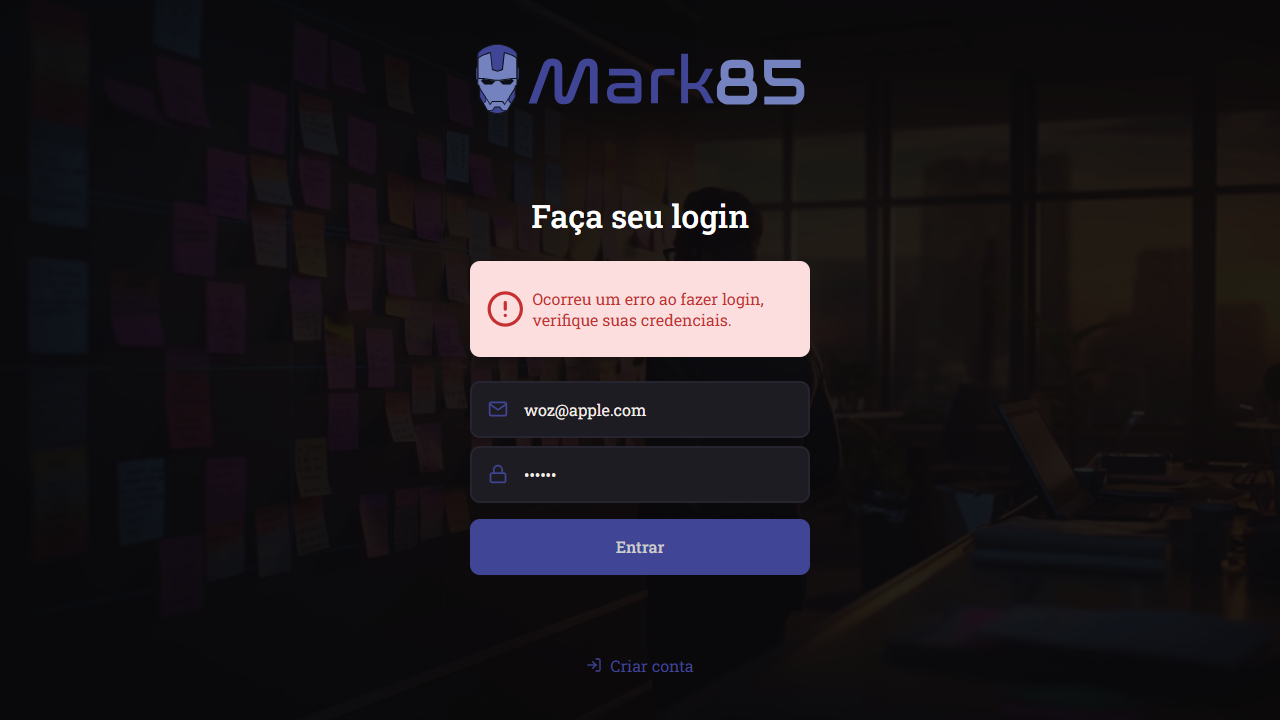 Mark85
Faça seu login
Ocorreu um erro ao fazer login,
verifique suas credenciais.
woz@apple.com
••••••
Entrar
Criar conta